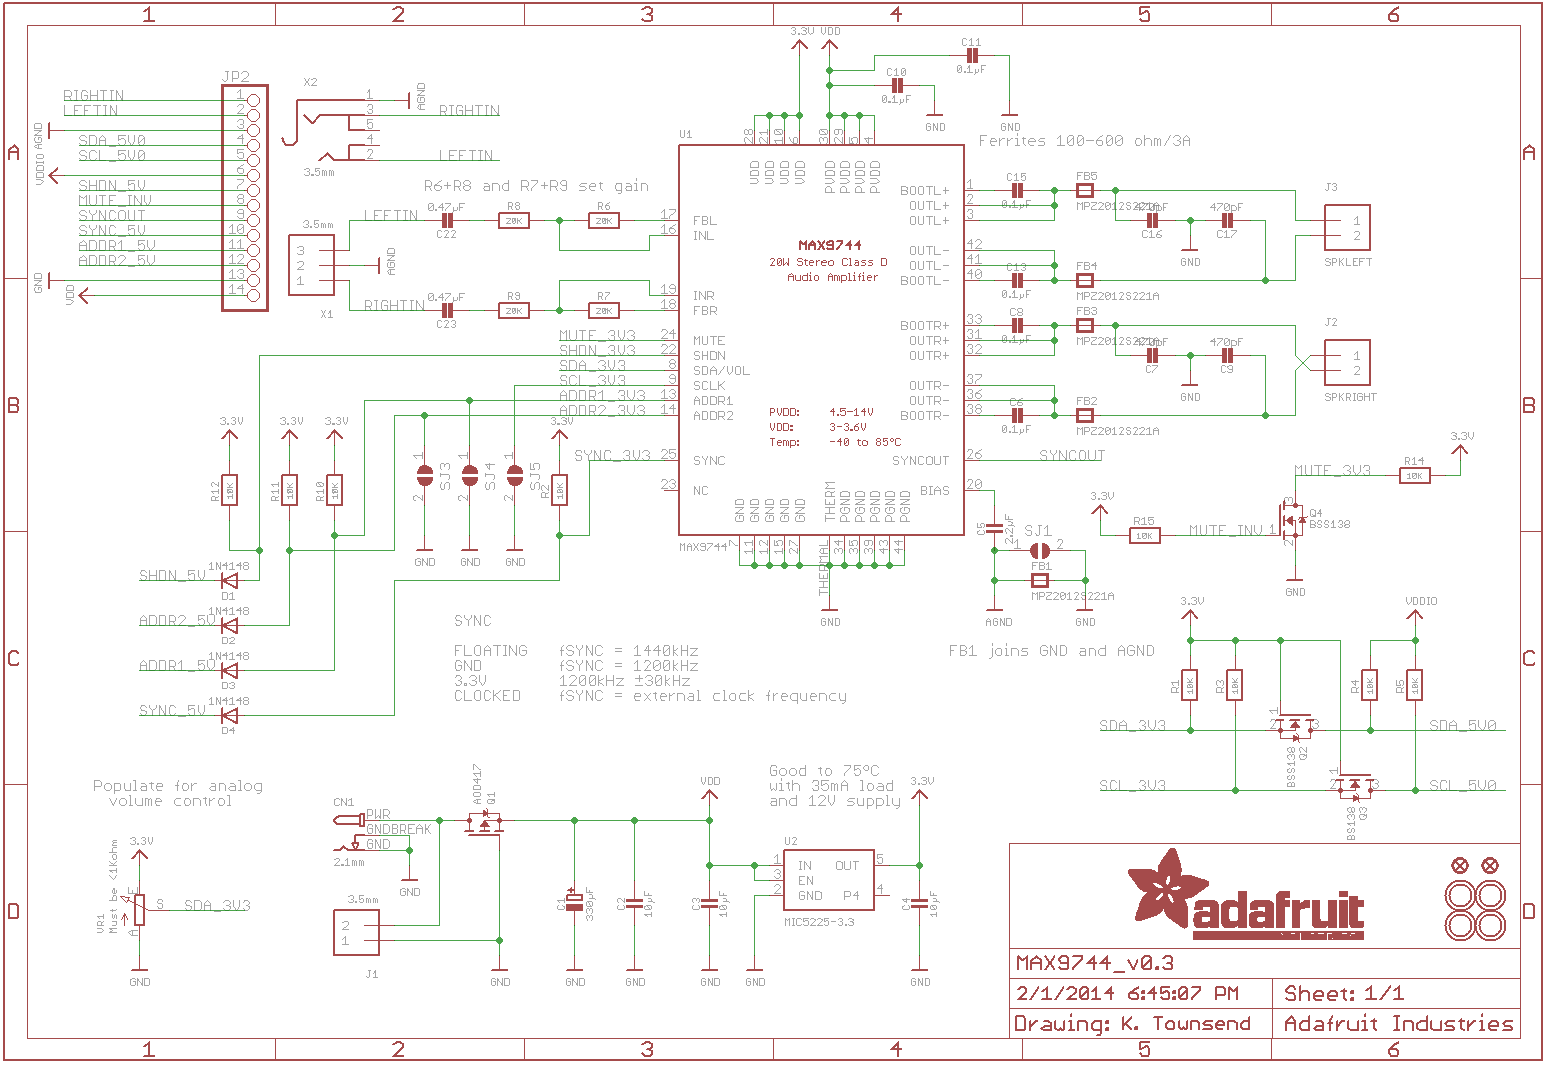 1 2 3 4 5 6
A
B
C
D
JP2
RIGHTIN 1
LEFTIN 2
AGND 3
SDA_5V0 4
SCL_5V0 5
VDDIO 6
SHDN_5V 7
MUTE_INV 8
SYNCOUT 9
SYNC_5V 10
ADDR1_5V 11
ADDR2_5V 12
GND 13
VDD 14
X2
1 AGND
3 RIGHTIN
5
4
2 LEFTIN
3.5mm
R6+R8 and R7+R9 set gain
3.5mm
3
2
1
X1
LEFTIN
AGND
RIGHTIN
0.47µF
C22
R8
20K
R6
20K
0.47µF
C23
R9
20K
R7
20K
3.3V VDD
C11
0.1µF
C10
0.1µF
GND
GND
U1
28 21 10 6 30 29 5 4
VDD VDD VDD VDD PVDD PVDD PVDD PVDD
17 FBL
16 INL
19 INR
18 FBR
MUTE_3V3 24 MUTE
SHDN_3V3 22 SHDN
SDA_3V3 8 SDA/VOL
SCL_3V3 9 SCLK
ADDR1_3V3 13 ADDR1
ADDR2_3V3 14 ADDR2
SYNC_3V3 25 SYNC
23 NC
MAX9744
20W Stereo Class D
Audio Amplifier
PVDD: 4.5-14V
VDD: 3-3.6V
Temp: -40 to 85°C
BOOTL+ 1
OUTL+ 2
OUTL+ 3
OUTL- 42
OUTL- 41
BOOTL- 40
BOOTR+ 33
OUTR+ 31
OUTR+ 32
OUTR- 37
OUTR- 36
BOOTR- 38
SYNCOUT 26 SYNCOUT
BIAS 20
GND GND GND GND GND THERM PGND PGND PGND PGND PGND
7 11 12 15 27 THERMAL 34 35 39 43 44
MAX9744
GND
Ferrites 100-600 ohm/3A
C15
0.1µF
FB5
MPZ2012S221A
470pF
C16
470pF
C17
GND
J3
1
2
SPKLEFT
C13
0.1µF
FB4
MPZ2012S221A
C8
0.1µF
FB3
MPZ2012S221A
470pF
C7
470pF
C9
GND
J2
1
2
SPKRIGHT
C6
0.1µF
FB2
MPZ2012S221A
3.3V 3.3V 3.3V
R12 10K
R11 10K
R10 10K
1 SJ3 2
1 SJ4 2
1 SJ5 2
GND GND GND
3.3V
R2 10K
SHDN_5V
1N4148
D1
ADDR2_5V
1N4148
D2
ADDR1_5V
1N4148
D3
SYNC_5V
1N4148
D4
C5 2.2µF
SJ1
1 2
FB1
MPZ2012S221A
AGND GND
FB1 joins GND and AGND
3.3V
R15
10K
MUTE_INV 1
MUTE_3V3
R14
10K
3.3V
3
Q4
BSS138
2
GND
SYNC
FLOATING fSYNC = 1440kHz
GND fSYNC = 1200kHz
3.3V 1200kHz ±30kHz
CLOCKED fSYNC = external clock frequency
3.3V VDDIO
R1 10K
R3 10K
R4 10K
R5 10K
SDA_3V3 2 1 3 SDA_5V0
BSS138
Q2
SCL_3V3 2 1 3 SCL_5V0
BS138
Q3
Populate for analog
volume control
3.3V
VR1
Must be <1Kohm
E
S SDA_3V3
A
GND
CN1
PWR
GNDBREAK
GND
2.1mm
GND
3.5mm
2
1
J1
AOD417
Q1
GND
VDD
C1 330µF
C2 10µF
C3 10µF
GND GND GND GND
Good to 75°C
with 35mA load
and 12V supply
U2
1 IN OUT 5
3 EN
2 GND P4 4
MIC5225-3.3
3.3V
C4 10µF
GND
adafruit
MAX9744_v0.3
2/1/2014 6:45:07 PM Sheet: 1/1
Drawing: K. Townsend Adafruit Industries
A
B
C
D
1 2 3 4 5 6